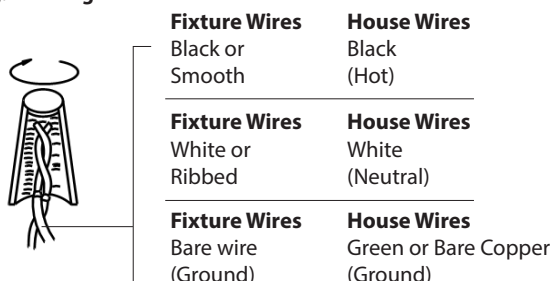 Fixture Wires House Wires
Black or Black
Smooth (Hot)
Fixture Wires House Wires
White or White
Ribbed (Neutral)
Fixture Wires House Wires
Bare wire Green or Bare Copper
(Ground) (Ground)